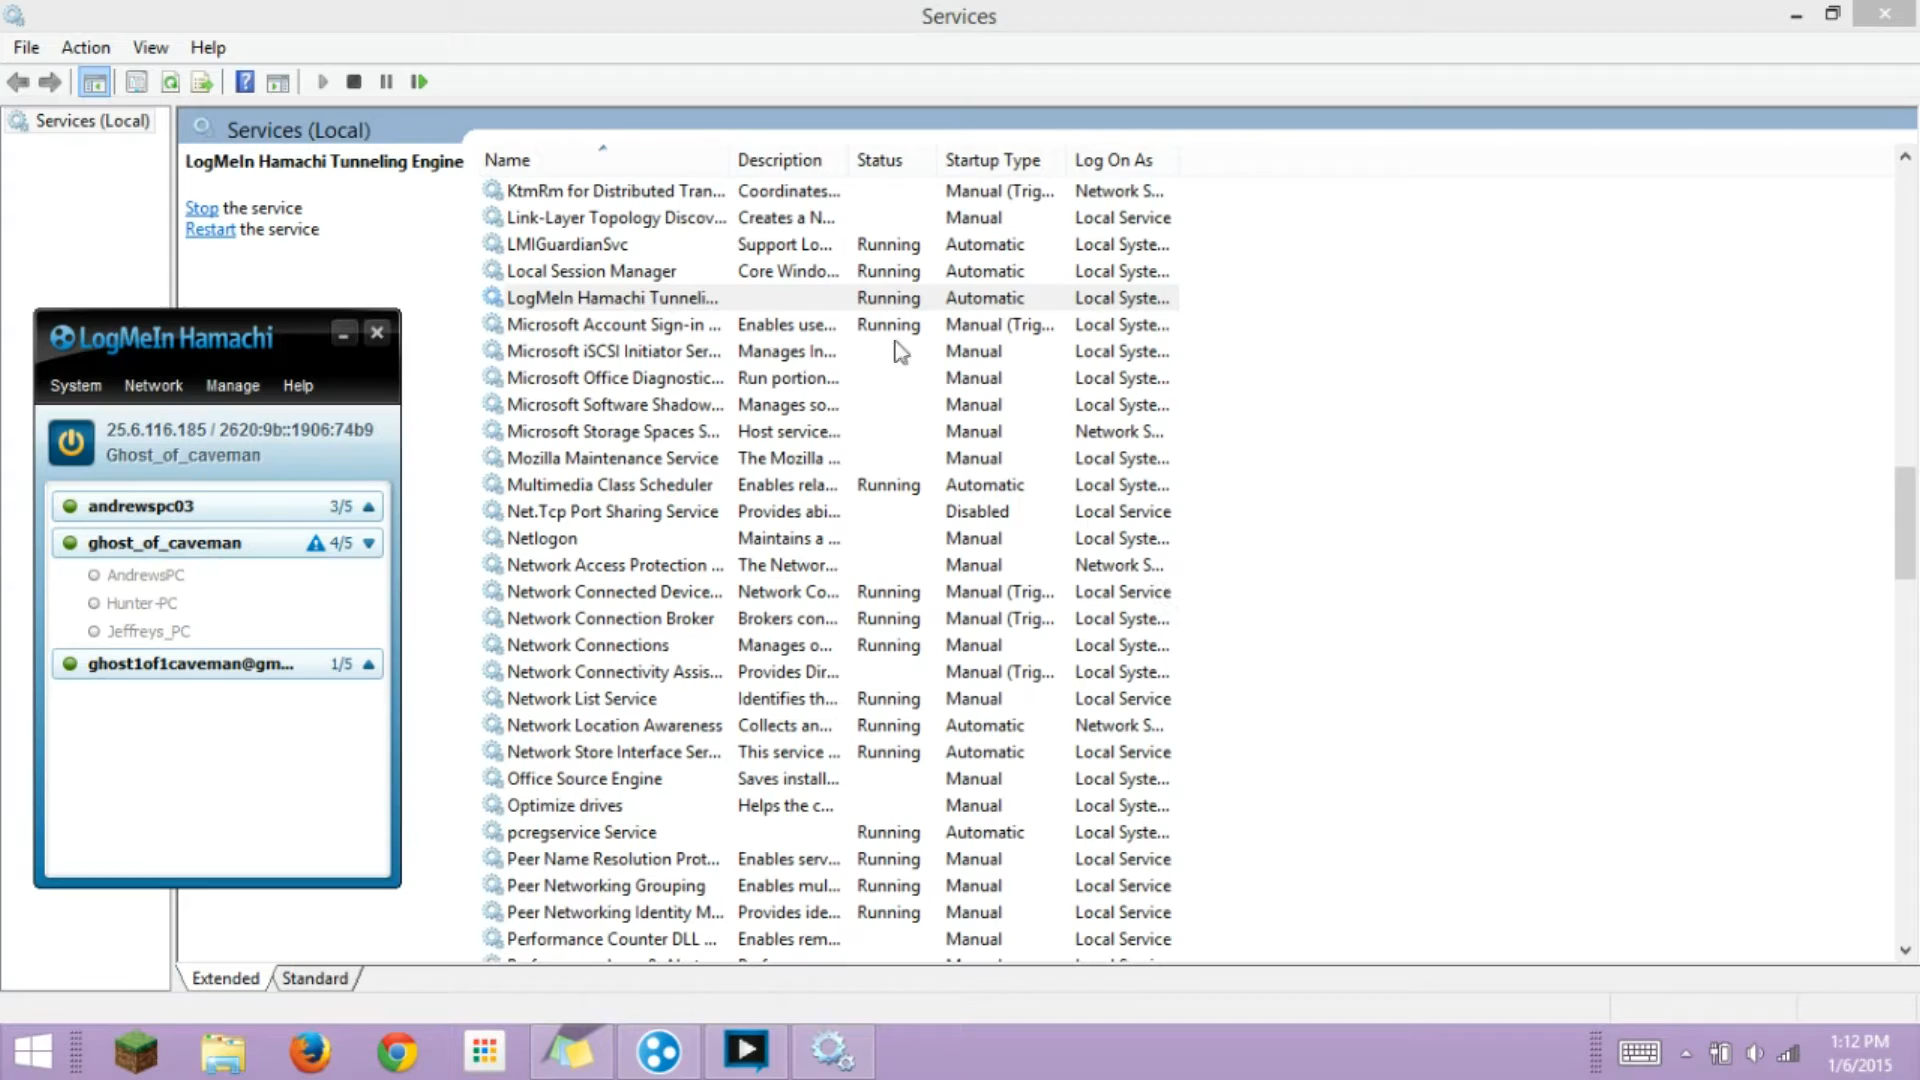 Services
File Action View Help
Services (Local)
Services (Local)
LogMeIn Hamachi Tunneling Engine
Stop the service
Restart the service
Name Description Status Startup Type Log On As
KtmRm for Distributed Tran... Coordinates... Manual (Trig... Network S...
Link-Layer Topology Discov... Creates a N... Manual Local Service
LMIGuardianSvc Support Lo... Running Automatic Local Syste...
Local Session Manager Core Windo... Running Automatic Local Syste...
LogMeIn Hamachi Tunneli... Running Automatic Local Syste...
Microsoft Account Sign-in ... Enables use... Running Manual (Trig... Local Syste...
Microsoft iSCSI Initiator Ser... Manages In... Manual Local Syste...
Microsoft Office Diagnostic... Run portion... Manual Local Syste...
Microsoft Software Shadow... Manages so... Manual Local Syste...
Microsoft Storage Spaces S... Host service... Manual Network S...
Mozilla Maintenance Service The Mozilla ... Manual Local Syste...
Multimedia Class Scheduler Enables rela... Running Automatic Local Syste...
Net.Tcp Port Sharing Service Provides abi... Disabled Local Service
Netlogon Maintains a ... Manual Local Syste...
Network Access Protection ... The Networ... Manual Network S...
Network Connected Device... Network Co... Running Manual (Trig... Local Service
Network Connection Broker Brokers con... Running Manual (Trig... Local Syste...
Network Connections Manages o... Running Manual Local Syste...
Network Connectivity Assis... Provides Dir... Manual (Trig... Local Syste...
Network List Service Identifies th... Running Manual Local Service
Network Location Awareness Collects an... Running Automatic Network S...
Network Store Interface Ser... This service ... Running Automatic Local Service
Office Source Engine Saves install... Manual Local Syste...
Optimize drives Helps the c... Manual Local Syste...
pcregservice Service Running Automatic Local Syste...
Peer Name Resolution Prot... Enables serv... Running Manual Local Service
Peer Networking Grouping Enables mul... Running Manual Local Service
Peer Networking Identity M... Provides ide... Running Manual Local Service
Performance Counter DLL ... Enables rem... Manual Local Service
LogMeIn Hamachi
System Network Manage Help
25.6.116.185 / 2620:9b::1906:74b9
Ghost_of_caveman
andrewspc03 3/5
ghost_of_caveman 4/5
AndrewsPC
Hunter-PC
Jeffreys_PC
ghost1of1caveman@gm... 1/5
Extended Standard
1:12 PM
1/6/2015